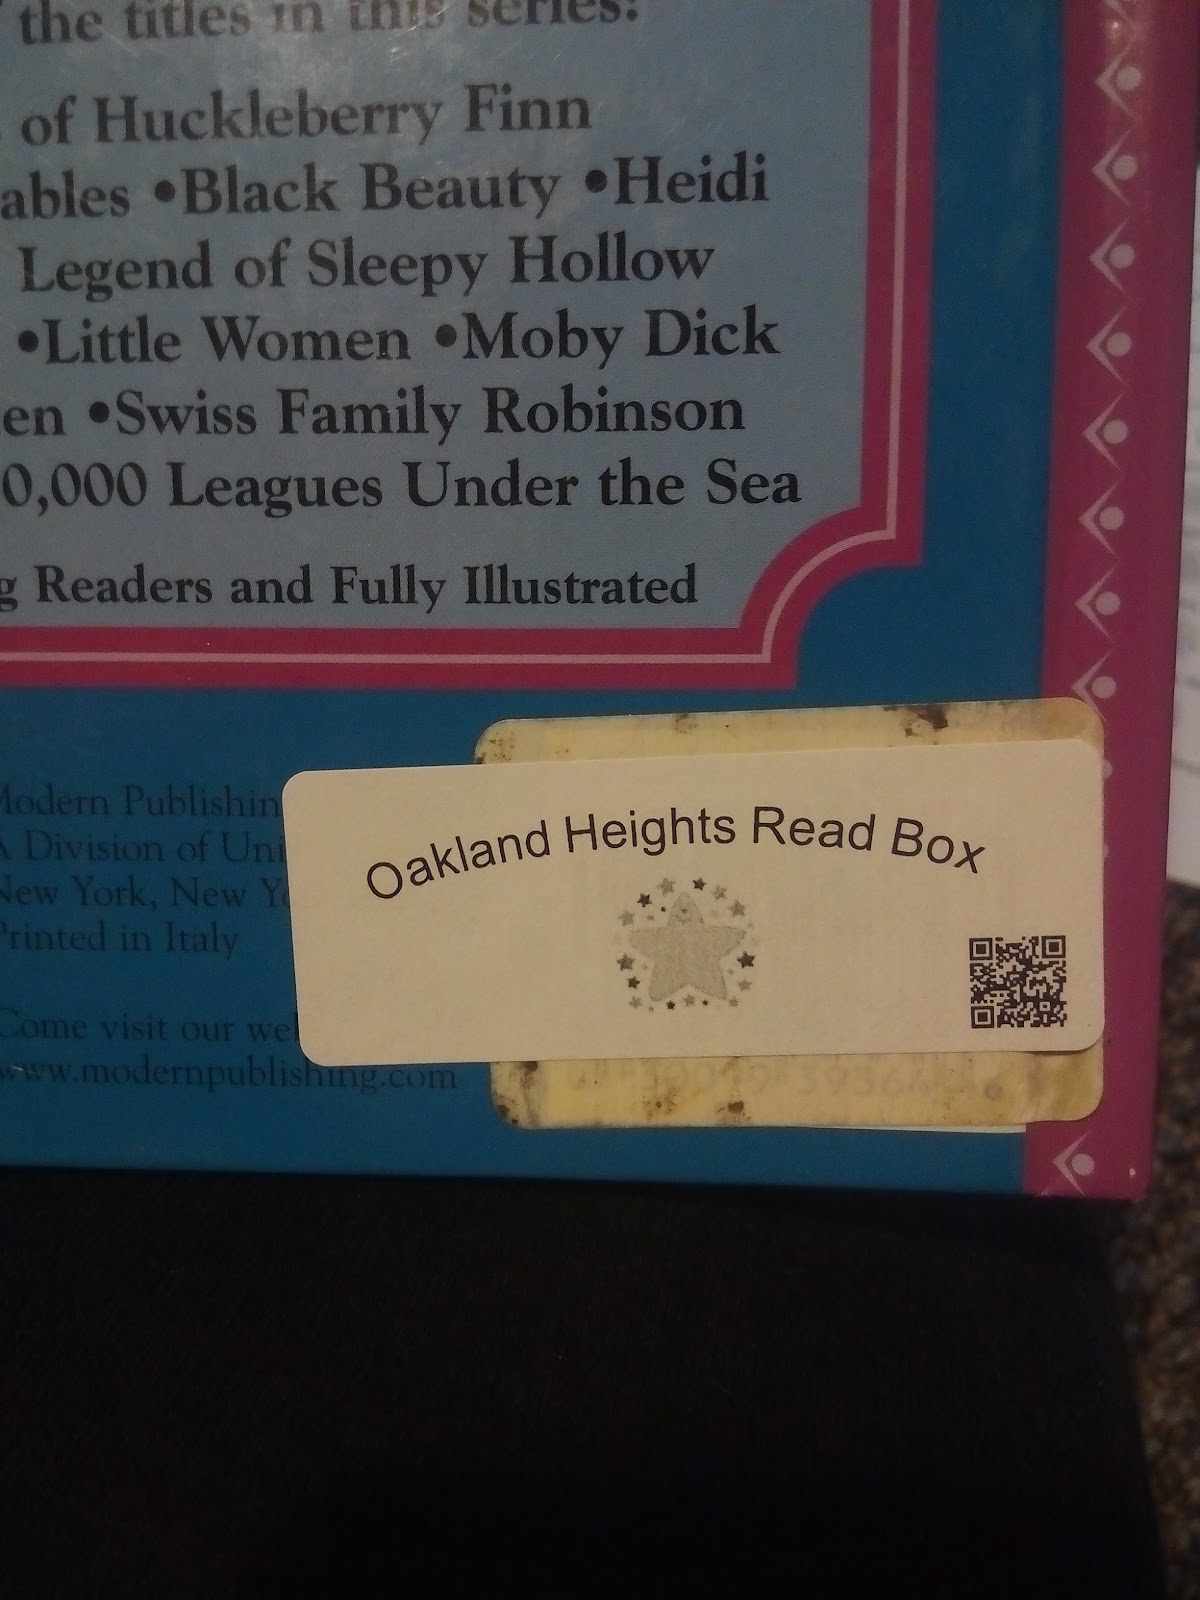 the titles in this series:
of Huckleberry Finn
ables •Black Beauty •Heidi
Legend of Sleepy Hollow
•Little Women •Moby Dick
en •Swiss Family Robinson
0,000 Leagues Under the Sea
g Readers and Fully Illustrated
Modern Publishin
A Division of Uni
New York, New Yo
Printed in Italy
Come visit our we
www.modernpublishing.com
Oakland Heights Read Box